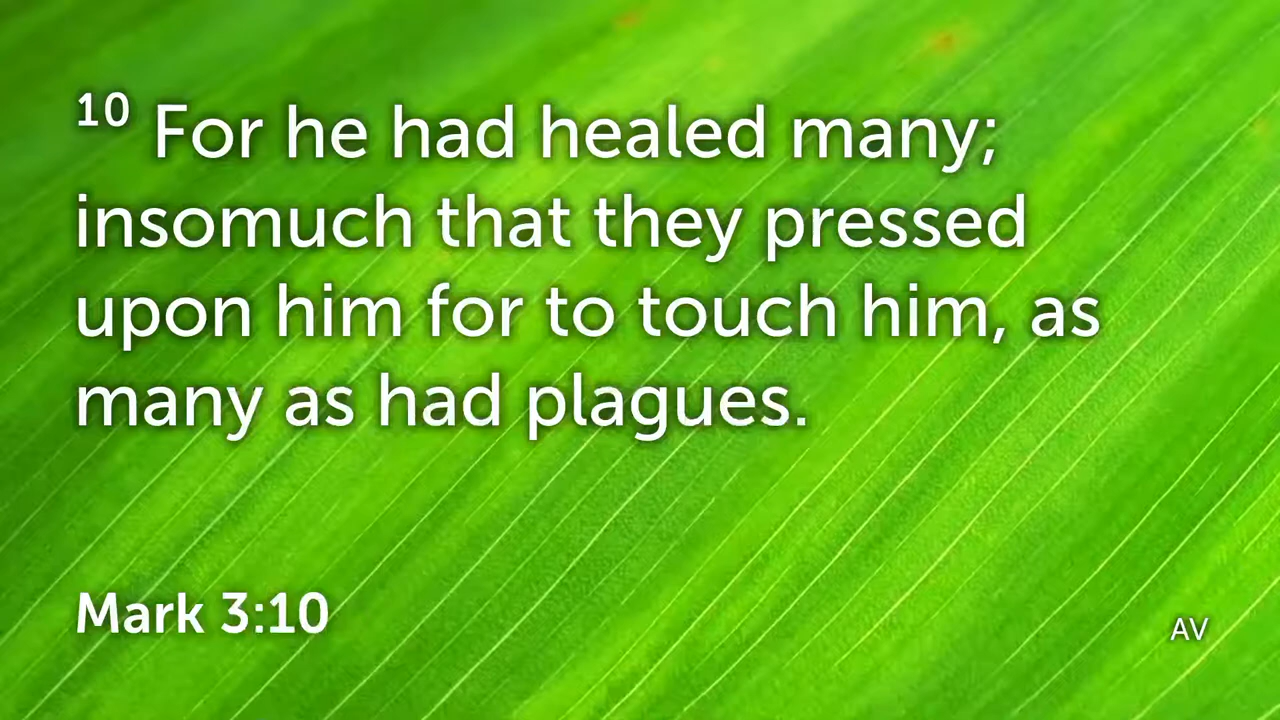 10 For he had healed many;
insomuch that they pressed
upon him for to touch him, as
many as had plagues.
Mark 3:10
AV